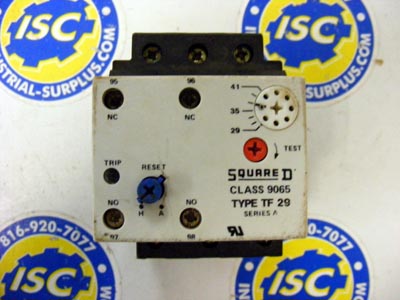 ISC
ISC
INDUSTRIAL-SURPLUS.COM
95
96
NC
NC
41
35
29
TEST
TRIP
RESET
SQUARE D
CLASS 9065
TYPE TF 29
SERIES A
NO
NO
H A
97
98
816-920-7077
ISC
ISC